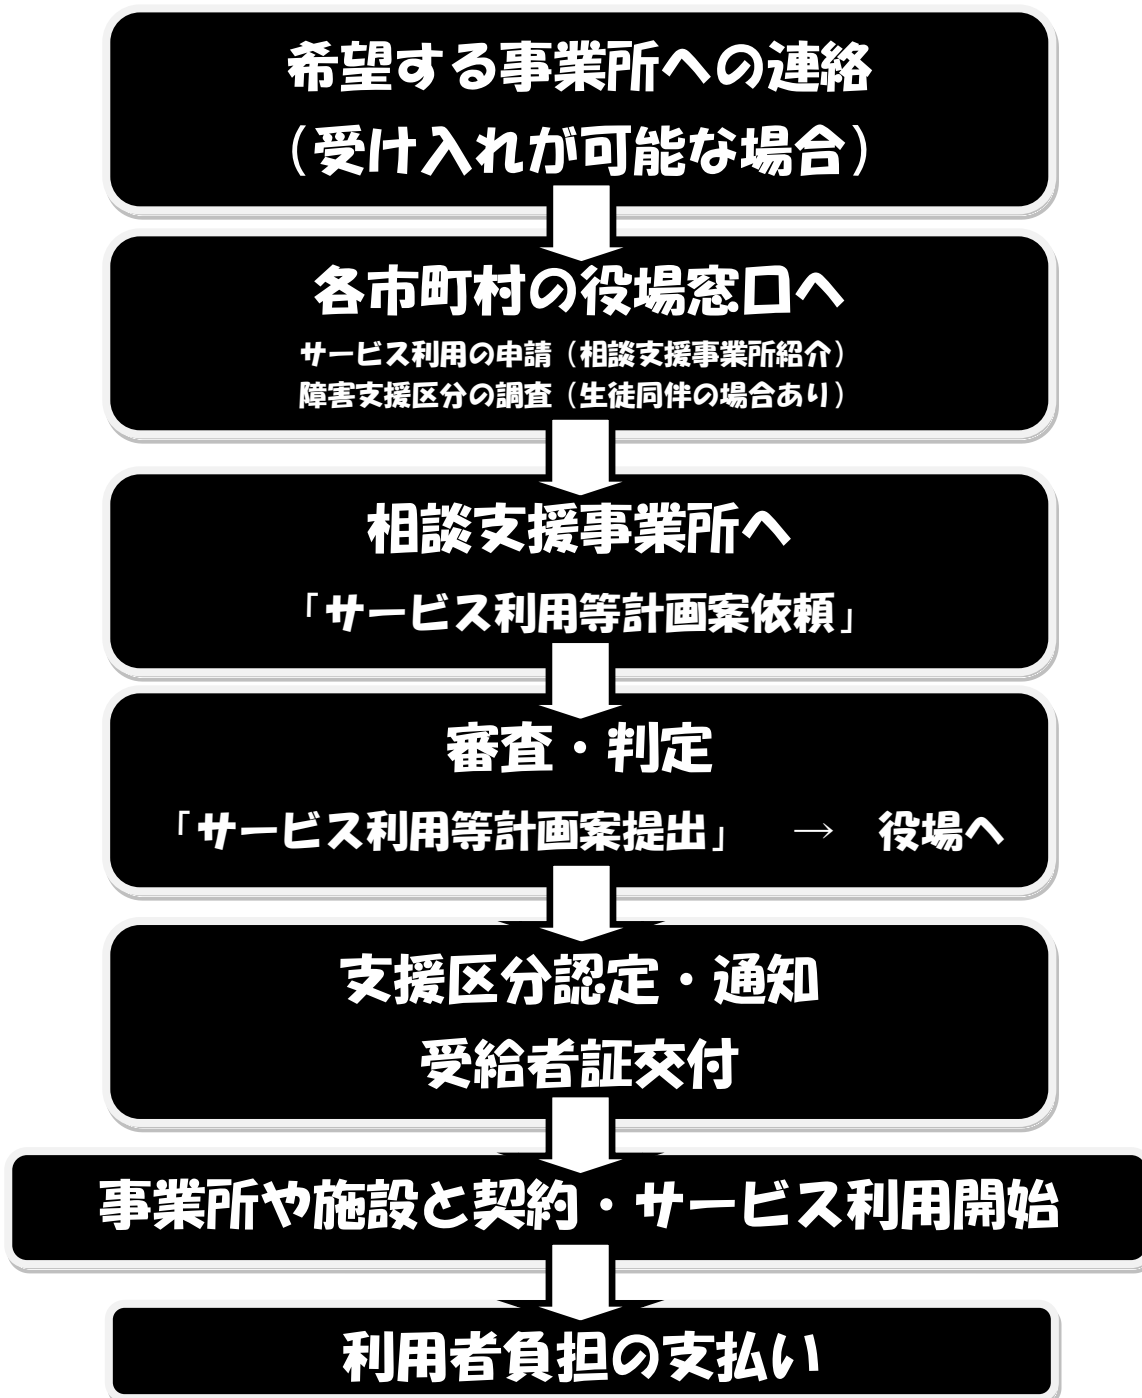 希望する事業所への連絡
（受け入れが可能な場合）
各市町村の役場窓口へ
サービス利用の申請（相談支援事業所紹介）
障害支援区分の調査（生徒同伴の場合あり）
相談支援事業所へ
「サービス利用等計画案依頼」
審査・判定
「サービス利用等計画案提出」　→　役場へ
支援区分認定・通知
受給者証交付
事業所や施設と契約・サービス利用開始
利用者負担の支払い